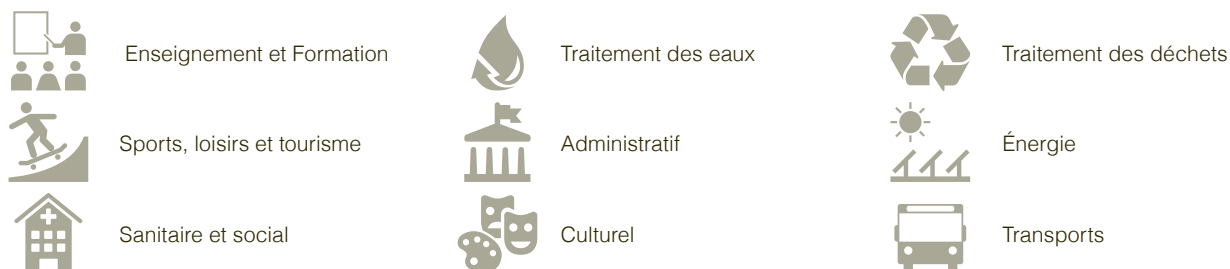 Enseignement et Formation
Traitement des eaux
Traitement des déchets
Sports, loisirs et tourisme
Administratif
Énergie
Sanitaire et social
Culturel
Transports